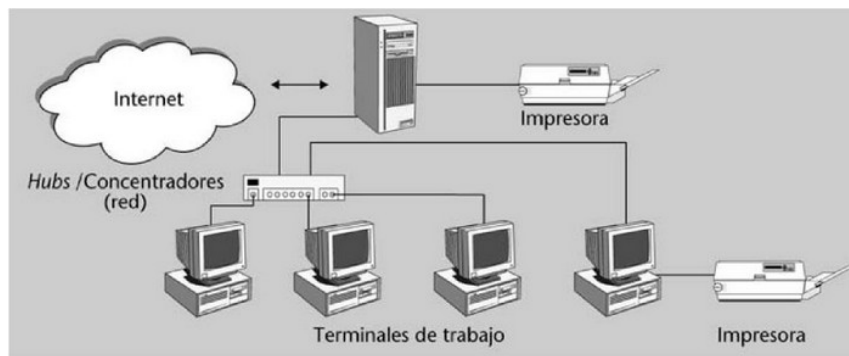 Internet
Impresora
Hubs /Concentradores
(red)
Terminales de trabajo
Impresora